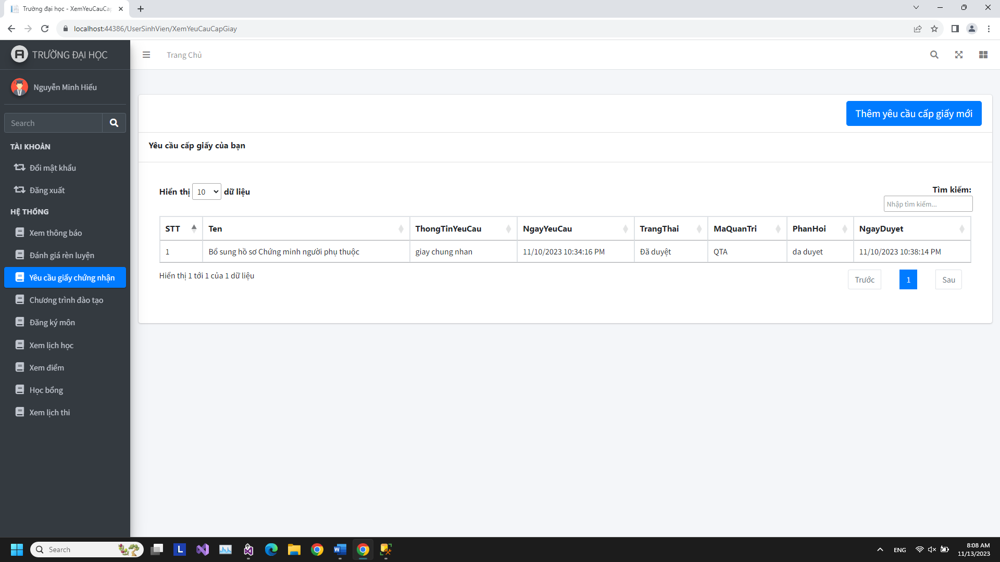 Trường đại học - XemYeuCauCap
localhost:44386/UserSinhVien/XemYeuCauCapGiay
TRƯỜNG ĐẠI HỌC
Trang Chủ
Nguyễn Minh Hiếu
Search
TÀI KHOẢN
Đổi mật khẩu
Đăng xuất
HỆ THỐNG
Xem thông báo
Đánh giá rèn luyện
Yêu cầu giấy chứng nhận
Chương trình đào tạo
Đăng ký môn
Xem lịch học
Xem điểm
Học bổng
Xem lịch thi
Thêm yêu cầu cấp giấy mới
Yêu cầu cấp giấy của bạn
Hiển thị 10 dữ liệu
Tìm kiếm:
Nhập tìm kiếm...
STT Ten ThongTinYeuCau NgayYeuCau TrangThai MaQuanTri PhanHoi NgayDuyet
1 Bổ sung hồ sơ Chứng minh người phụ thuộc giay chung nhan 11/10/2023 10:34:16 PM Đã duyệt QTA da duyet 11/10/2023 10:38:14 PM
Hiển thị 1 tới 1 của 1 dữ liệu
Trước 1 Sau
Search
L
W
ENG
8:08 AM
11/13/2023